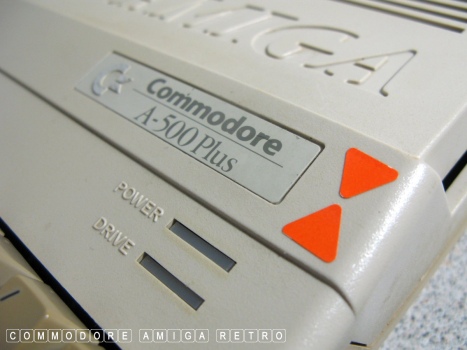 AMIGA
Commodore
A-500 Plus
POWER
DRIVE
COMMODORE AMIGA RETRO